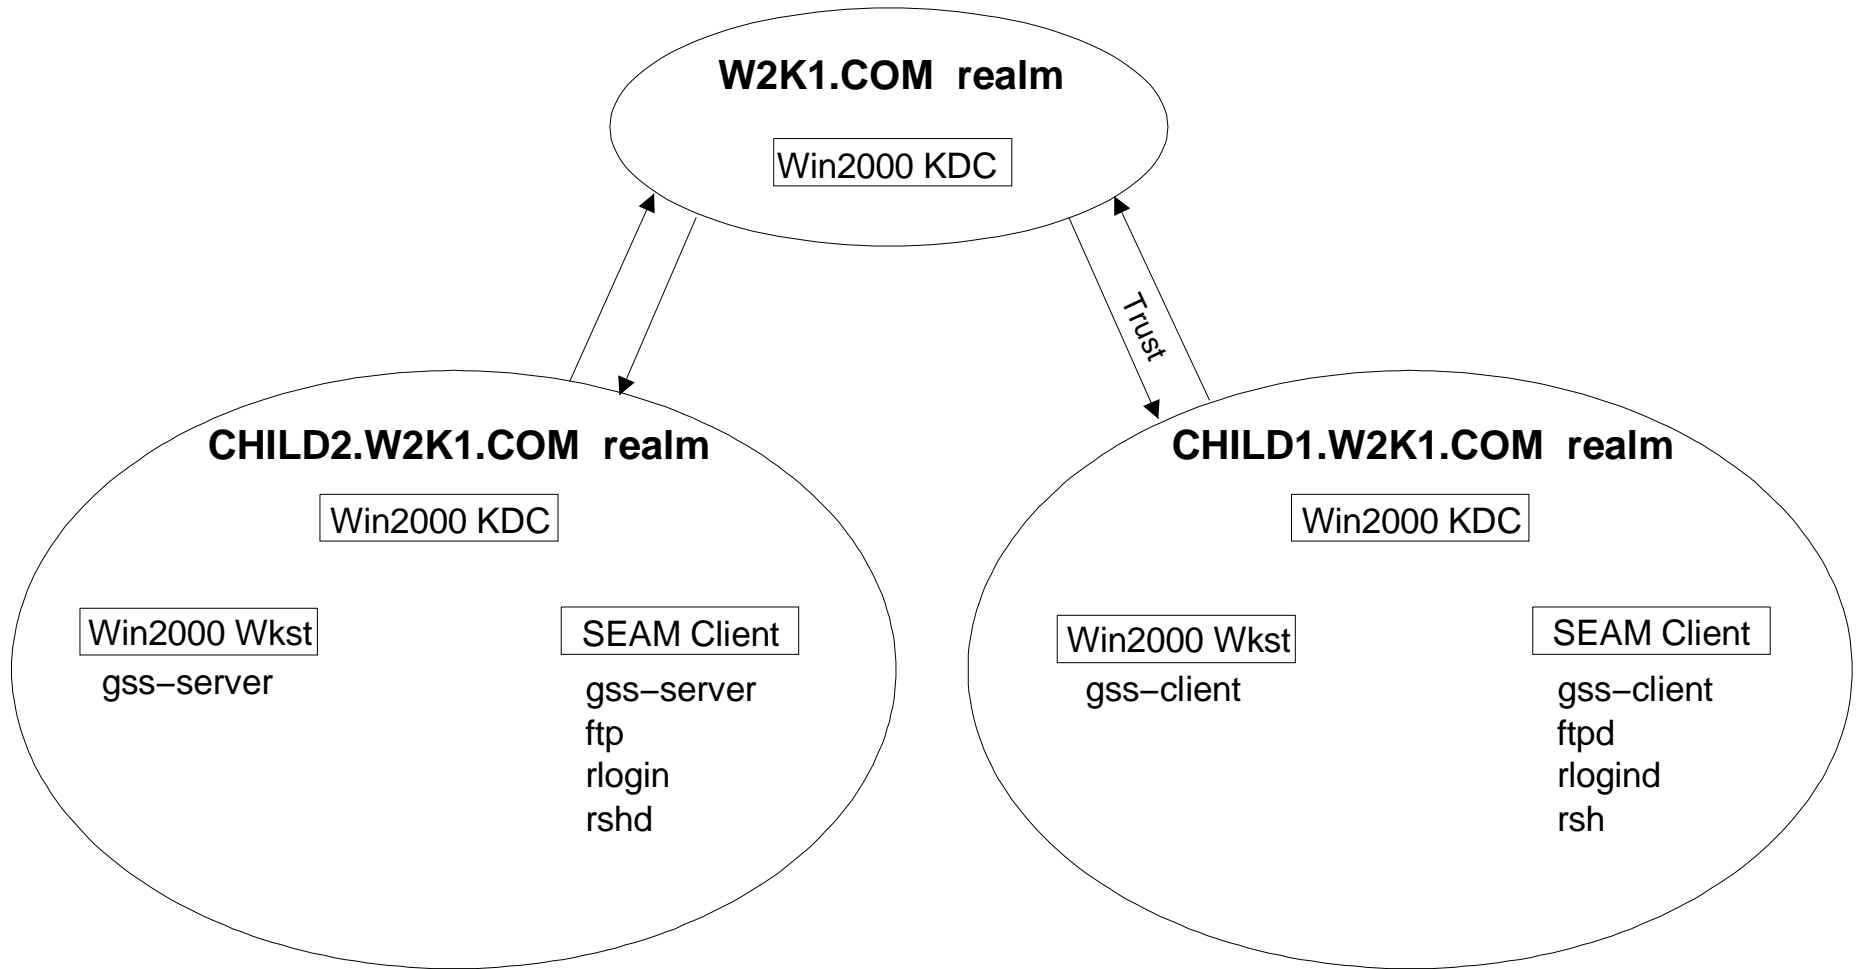 W2K1.COM realm
Win2000 KDC
Trust
CHILD2.W2K1.COM realm
Win2000 KDC
Win2000 Wkst
gss−server
SEAM Client
gss−server
ftp
rlogin
rshd
CHILD1.W2K1.COM realm
Win2000 KDC
Win2000 Wkst
gss−client
SEAM Client
gss−client
ftpd
rlogind
rsh